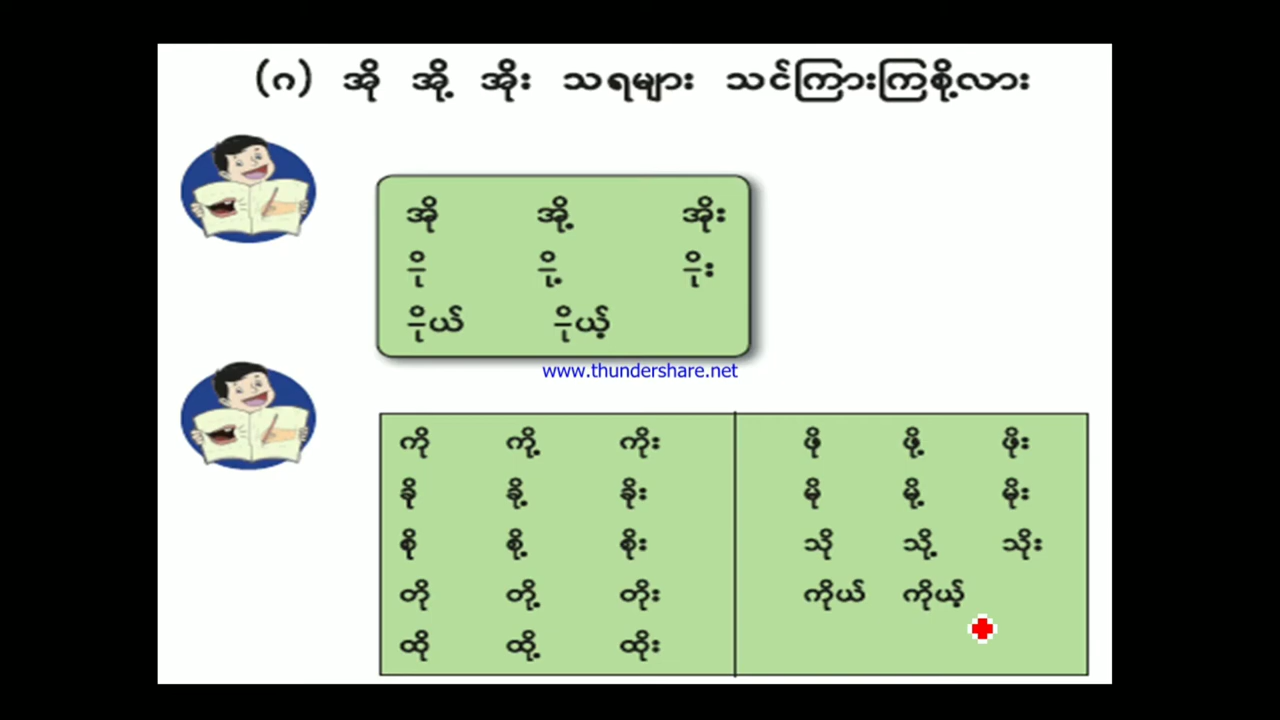 (ဂ) အို အို့ အိုး သရများ သင်ကြားကြစို့လား
အို အို့ အိုး
–ို –ို့ –ိုး
–ိုယ် –ိုယ့်
www.thundershare.net
ကို ကို့ ကိုး ဖို ဖို့ ဖိုး
ခို ခို့ ခိုး မို မို့ မိုး
စို စို့ စိုး သို သို့ သိုး
တို တို့ တိုး ကိုယ် ကိုယ့်
ထို ထို့ ထိုး